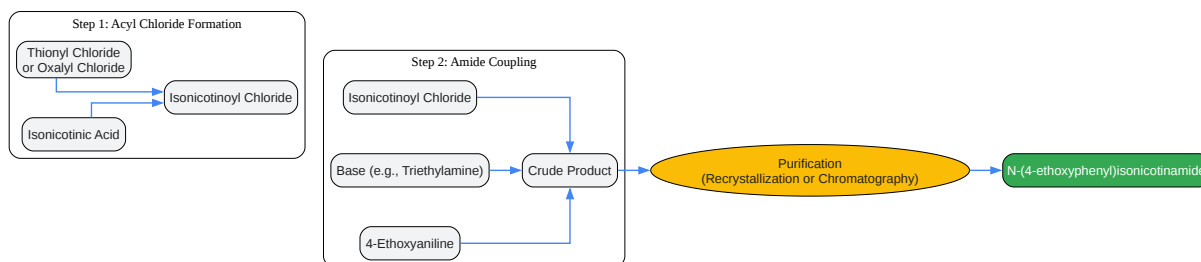 Step 1: Acyl Chloride Formation
Thionyl Chloride
or Oxalyl Chloride
Isonicotinoyl Chloride
Isonicotinic Acid
Step 2: Amide Coupling
Isonicotinoyl Chloride
Base (e.g., Triethylamine)
Crude Product
4-Ethoxyaniline
Purification
(Recrystallization or Chromatography)
N-(4-ethoxyphenyl)isonicotinamide